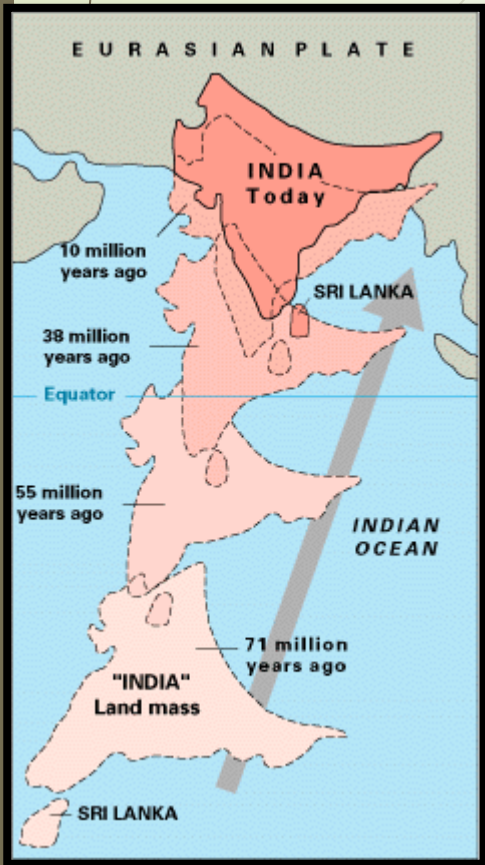 EURASIAN PLATE
INDIA
Today
10 million
years ago
SRI LANKA
38 million
years ago
Equator
55 million
years ago
INDIAN
OCEAN
71 million
years ago
"INDIA"
Land mass
SRI LANKA